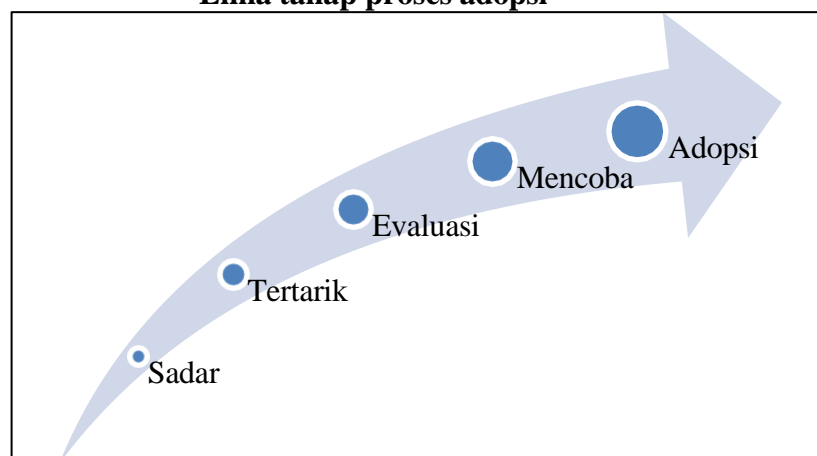 Lima tahap proses adopsi
Adopsi
Mencoba
Evaluasi
Tertarik
Sadar